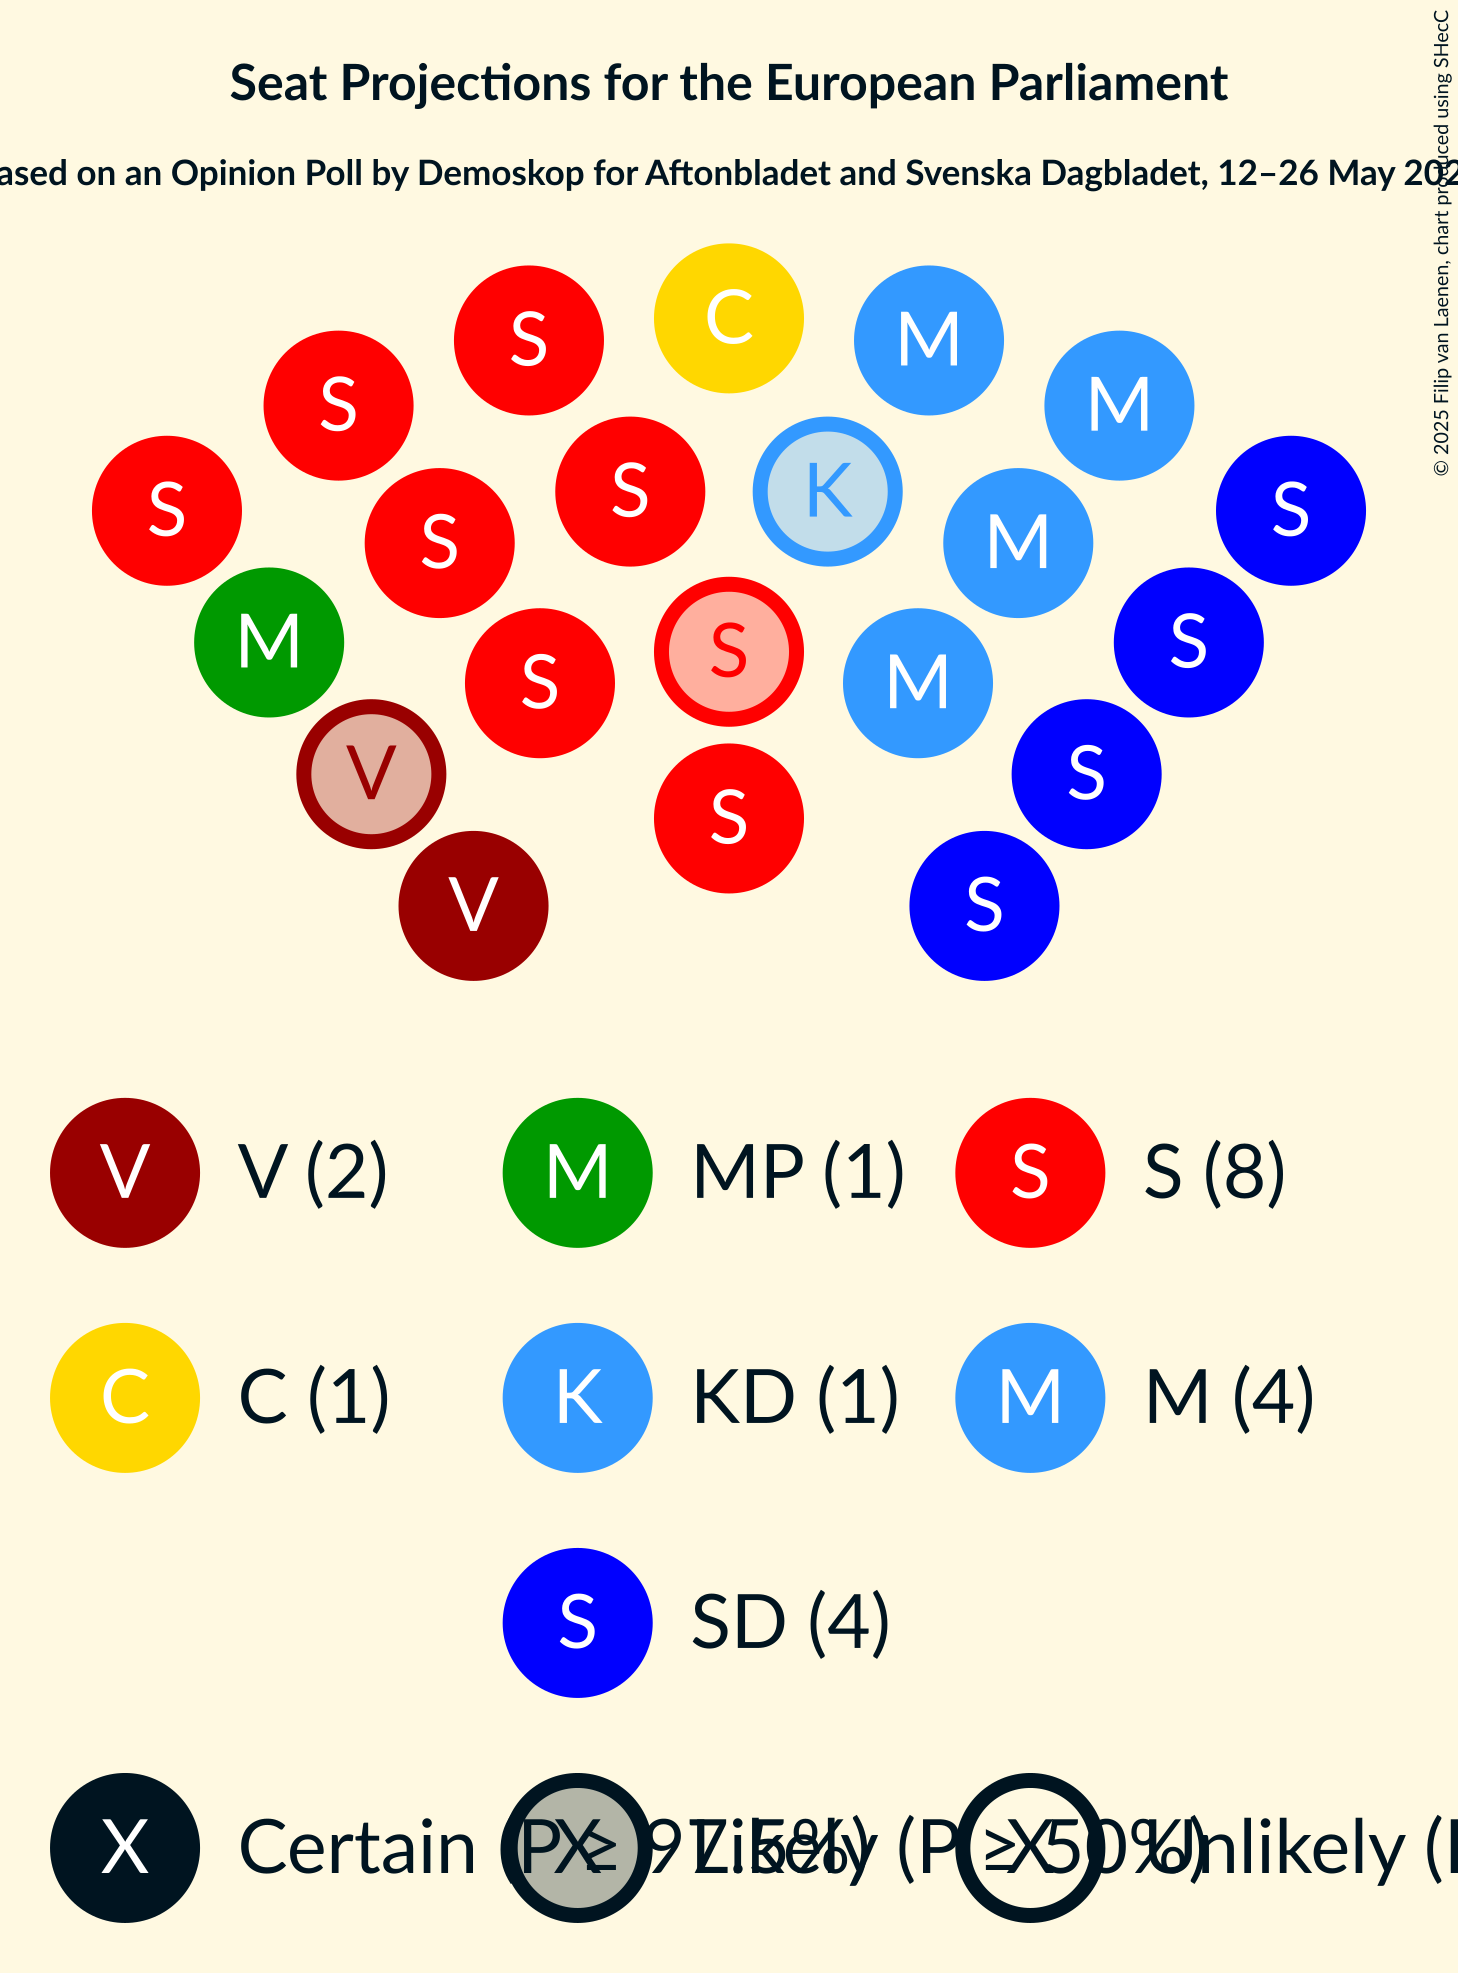 Seat Projections for the European Parliament
ased on an Opinion Poll by Demoskop for Aftonbladet and Svenska Dagbladet, 12–26 May 202
© 2025 Filip van Laenen, chart produced using SHecC
C
S M
S M
S K
S S
S M
S
M S
S M
V S
S
V S
V V (2) M MP (1) S S (8)
C C (1) K KD (1) M M (4)
S SD (4)
X Certain (P ≥ 97.5%) X Likely (P ≥ 50%) X Unlikely (